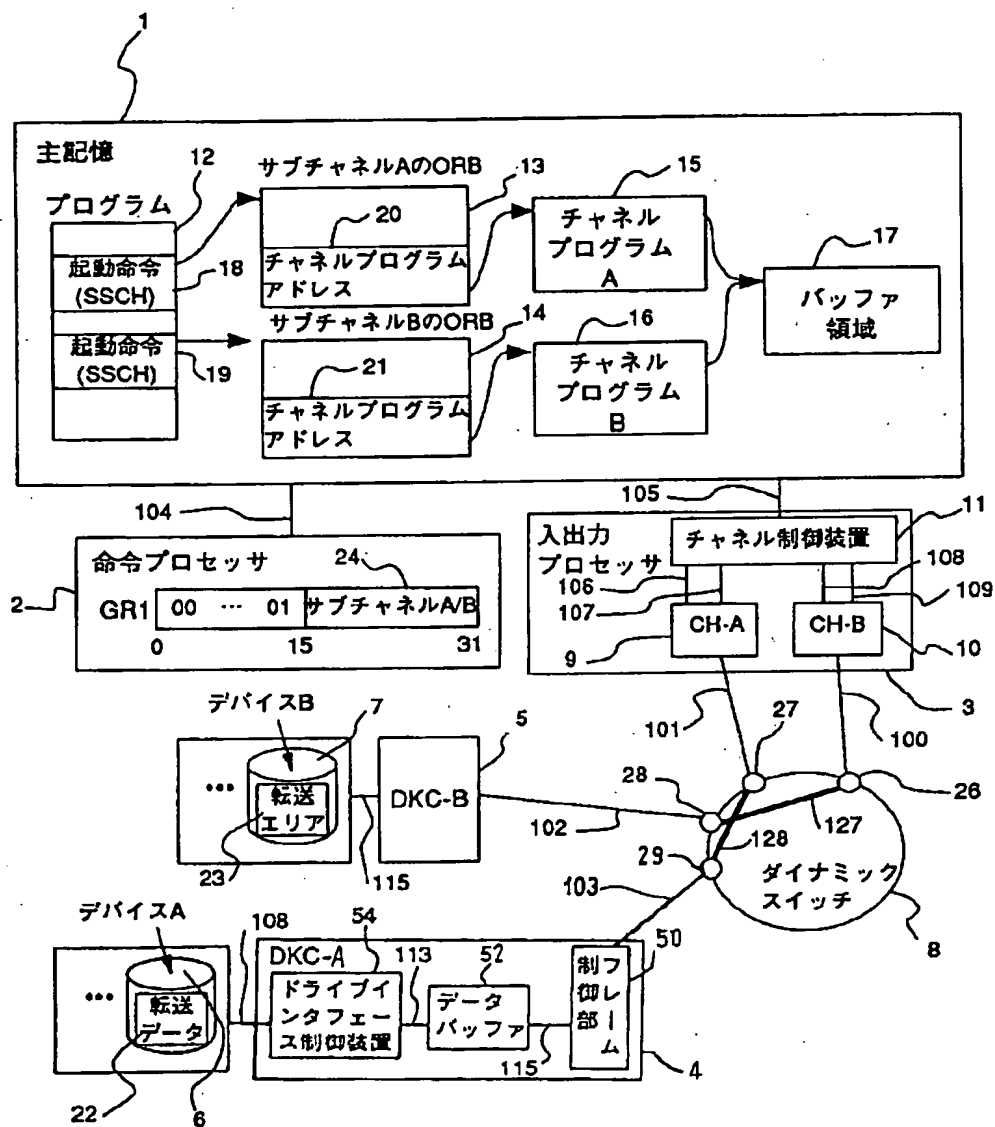 1
主記憶
12
サブチャネルAのORB
13
15
プログラム
20
チャネル
プログラム
A
17
起動命令
(SSCH)
18
チャネルプログラム
アドレス
バッファ
領域
サブチャネルBのORB
14
16
起動命令
(SSCH)
19
21
チャネル
プログラム
B
チャネルプログラム
アドレス
104
105
11
命令プロセッサ
24
入出力
プロセッサ
チャネル制御装置
2
GR1
00 … 01
サブチャネルA/B
106
107
108
109
0
15
31
CH-A
CH-B
9
10
3
デバイスB
7
5
101
27
100
…
転送
エリア
DKC-B
28
26
102
127
128
23
115
29
103
ダイナミック
スイッチ
デバイスA
108
54
50
8
DKC-A
113
52
…
転送
データ
ドライブイ
ンタフェー
ス制御装置
データ
バッファ
フレーム
制御部
115
4
22
6